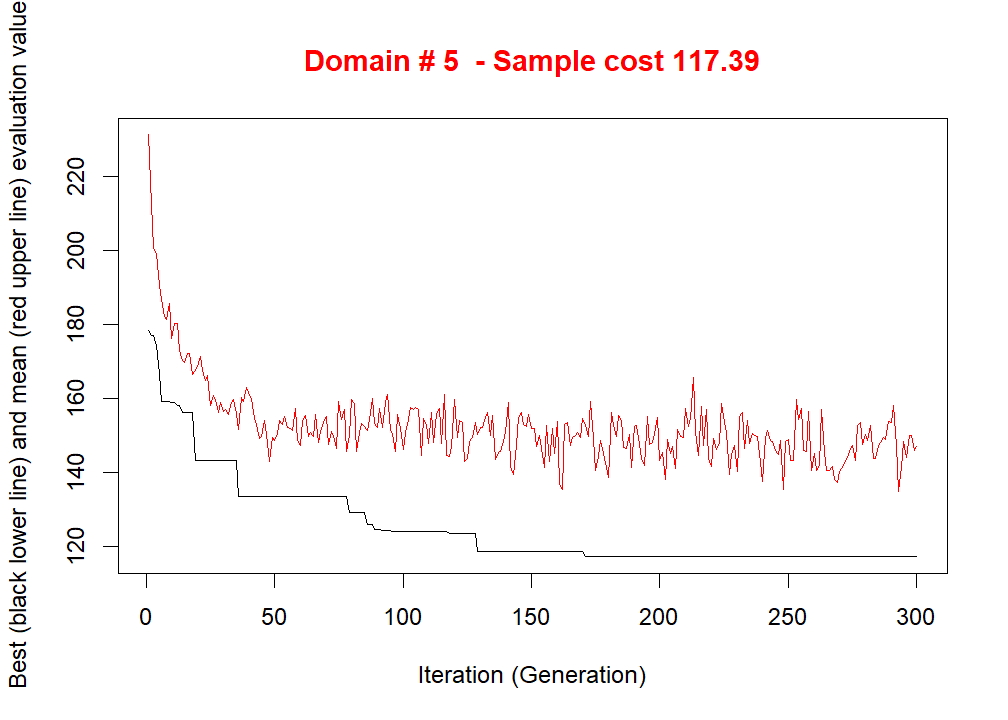 Domain # 5  - Sample cost 117.39
Best (black lower line) and mean (red upper line) evaluation value
220
200
180
160
140
120
0 50 100 150 200 250 300
Iteration (Generation)